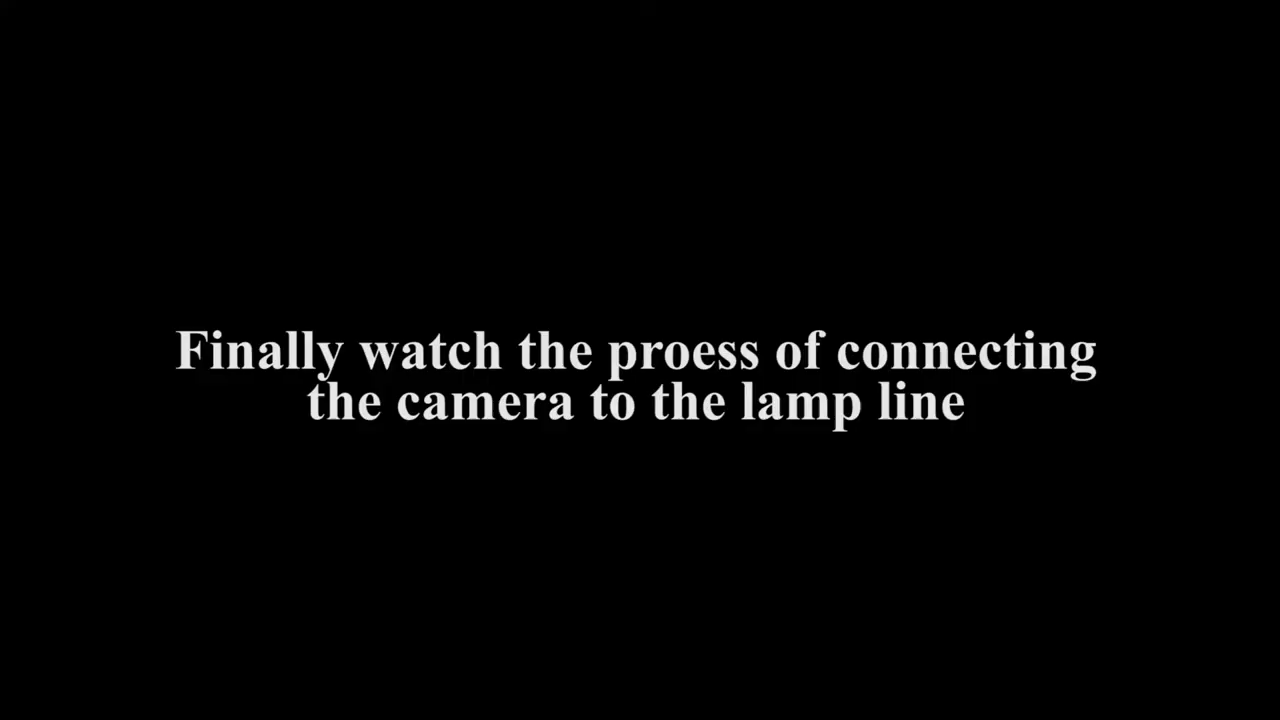 Finally watch the proess of connecting
the camera to the lamp line